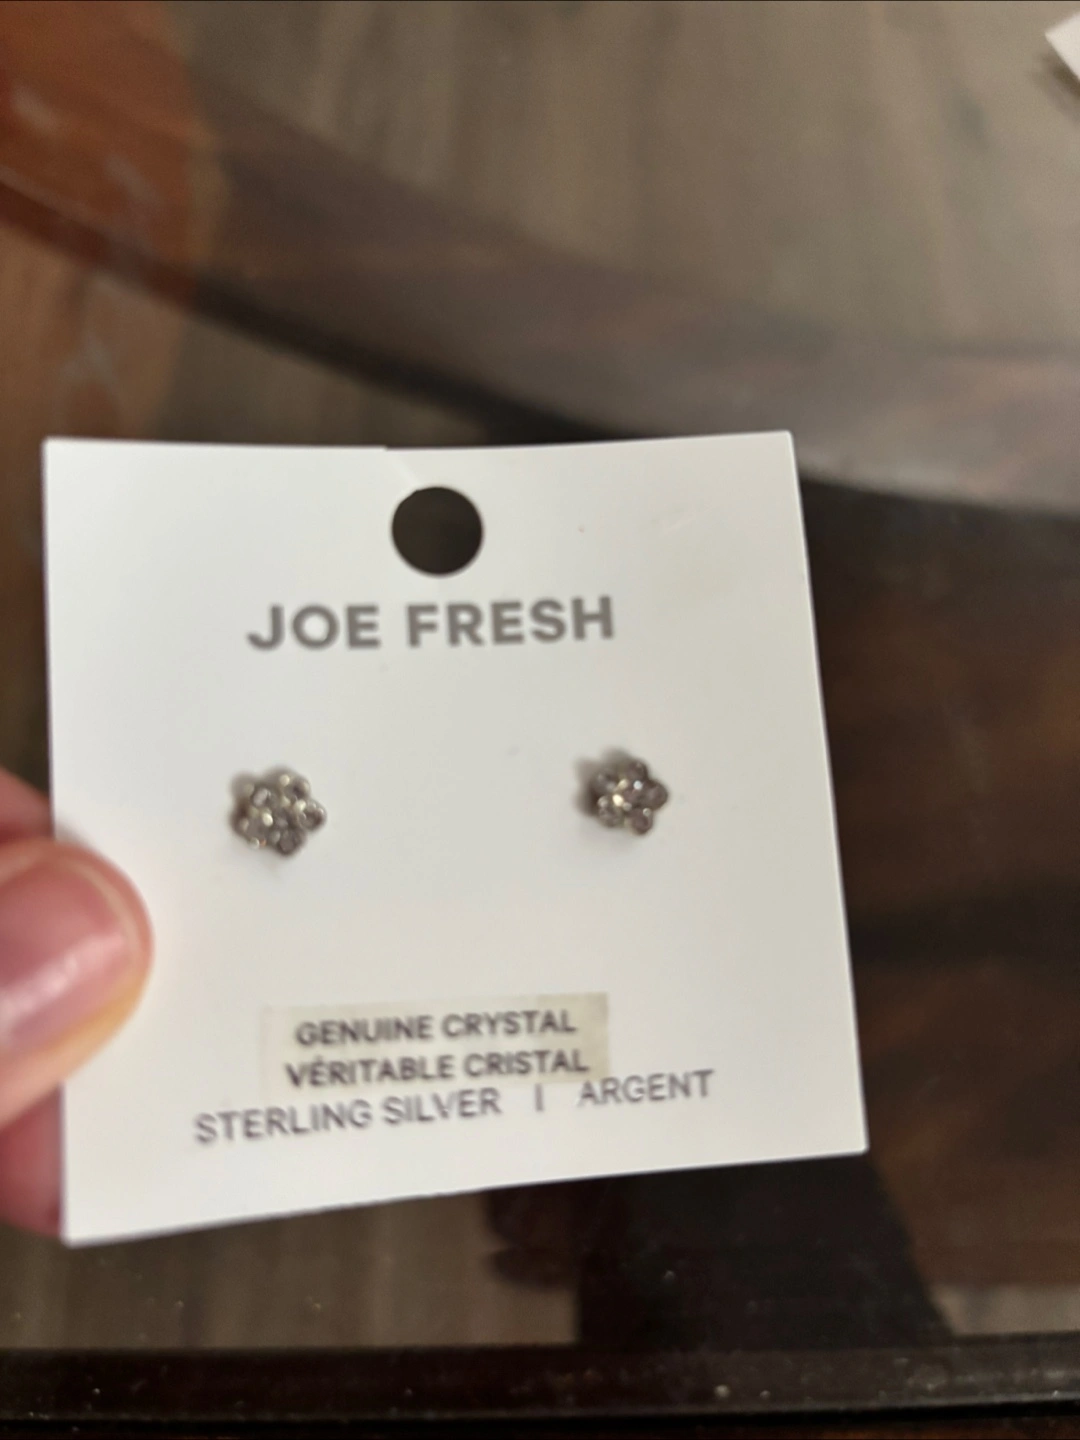 JOE FRESH
GENUINE CRYSTAL
VÉRITABLE CRISTAL
STERLING SILVER | ARGENT